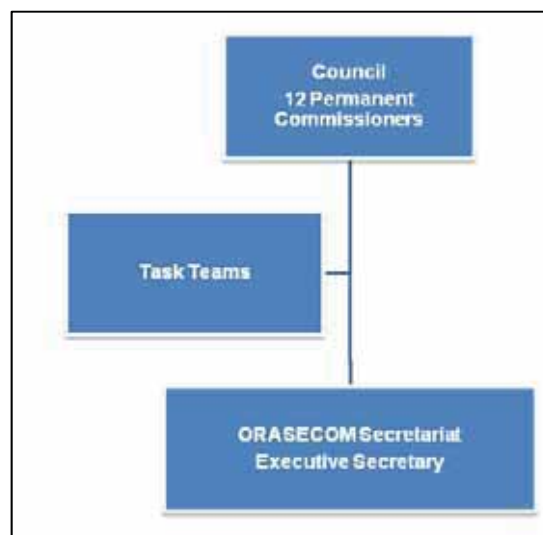 Council
12 Permanent
Commissioners
Task Teams
ORASECOM Secretariat
Executive Secretary